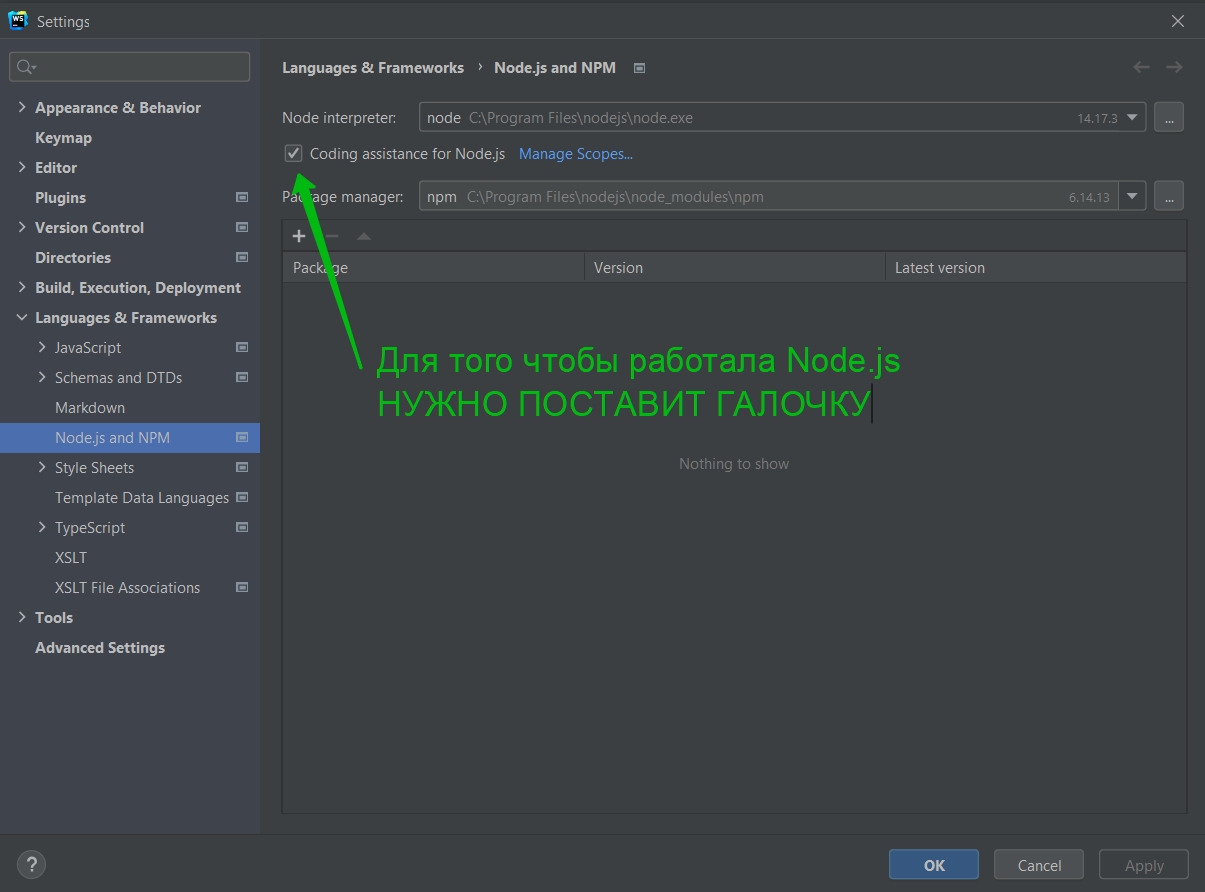 Settings
Languages & Frameworks › Node.js and NPM
Appearance & Behavior
Keymap
Editor
Plugins
Version Control
Directories
Build, Execution, Deployment
Languages & Frameworks
JavaScript
Schemas and DTDs
Markdown
Node.js and NPM
Style Sheets
Template Data Languages
TypeScript
XSLT
XSLT File Associations
Tools
Advanced Settings
Node interpreter: node C:\Program Files\nodejs\node.exe 14.17.3 ...
Coding assistance for Node.js Manage Scopes...
Package manager: npm C:\Program Files\nodejs\node_modules\npm 6.14.13 ...
Package Version Latest version
Для того чтобы работала Node.js
НУЖНО ПОСТАВИТ ГАЛОЧКУ
Nothing to show
? OK Cancel Apply